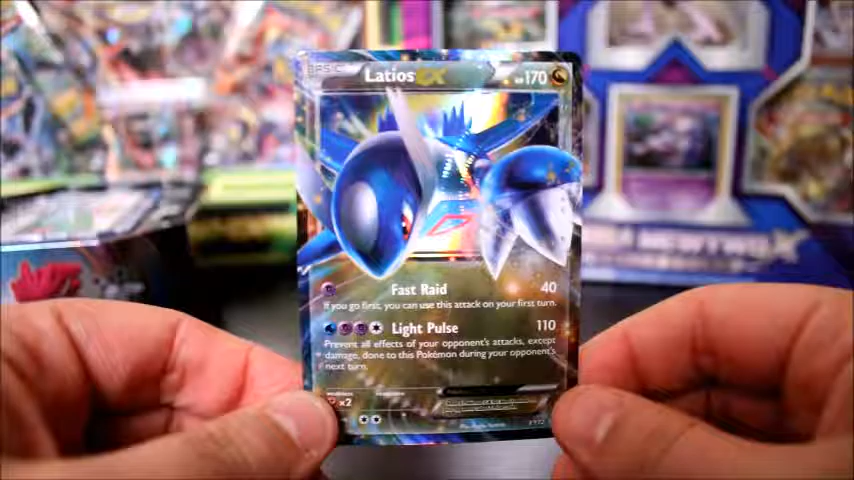 BASIC
Latios EX
HP170
Fast Raid 40
If you go first, you can use this attack on your first turn.
Light Pulse 110
Prevent all effects of your opponent's attacks, except
damage, done to this Pokémon during your opponent's
next turn.
x2